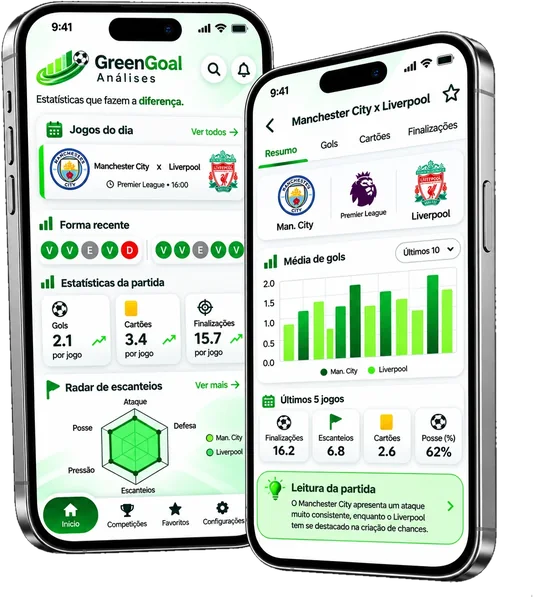 9:41
GreenGoal
Análises
Estatísticas que fazem a diferença.
Jogos do dia
Ver todos →
MANCHESTER
CITY
Manchester City x Liverpool
Premier League • 16:00
Forma recente
V V E V D
V V E V V
Estatísticas da partida
Gols
2.1
por jogo
Cartões
3.4
por jogo
Finalizações
15.7
por jogo
Radar de escanteios
Ver mais →
Ataque
Posse
Defesa
Pressão
Escanteios
Man. City
Liverpool
Início
Competições
Favoritos
Configurações
9:41
Manchester City x Liverpool
Resumo
Gols
Cartões
Finalizações
MANCHESTER
CITY
Man. City
Premier League
Liverpool
Média de gols
Últimos 10
2.0
1.5
1.0
0.5
0.0
Man. City
Liverpool
Últimos 5 jogos
Finalizações
16.2
Escanteios
6.8
Cartões
2.6
Posse (%)
62%
Leitura da partida
O Manchester City apresenta um ataque
muito consistente, enquanto o Liverpool
tem se destacado na criação de chances.